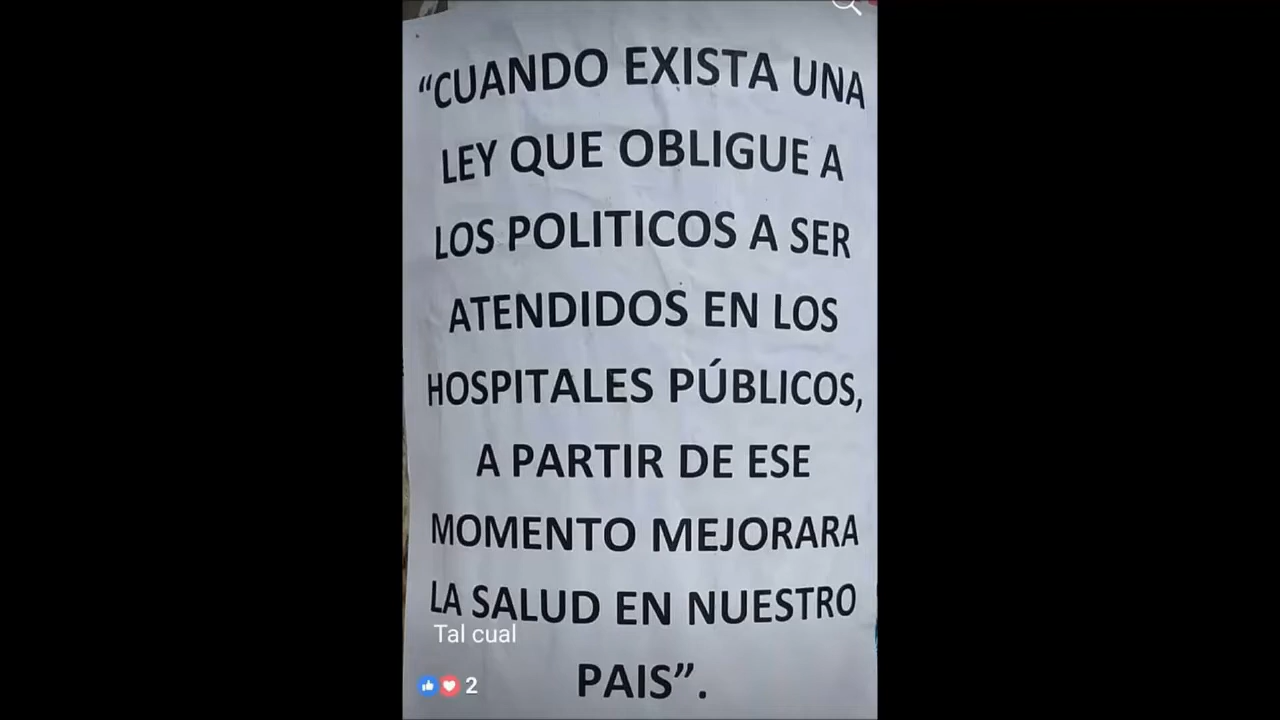 “CUANDO EXISTA UNA
LEY QUE OBLIGUE A
LOS POLITICOS A SER
ATENDIDOS EN LOS
HOSPITALES PÚBLICOS,
A PARTIR DE ESE
MOMENTO MEJORARA
LA SALUD EN NUESTRO
Tal cual
PAIS”.
2